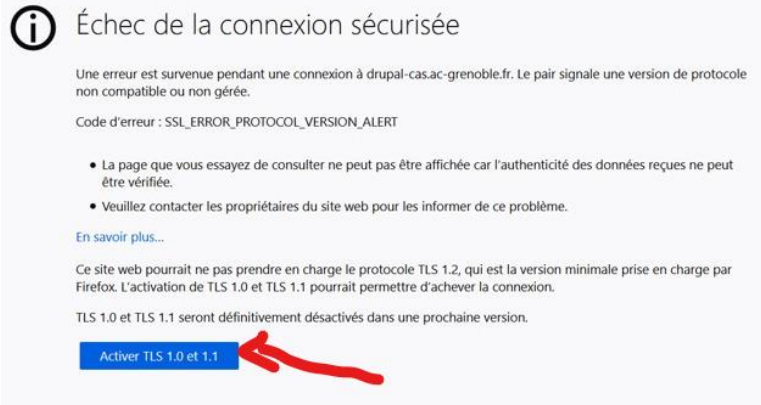 Échec de la connexion sécurisée
Une erreur est survenue pendant une connexion à drupal-cas.ac-grenoble.fr. Le pair signale une version de protocole
non compatible ou non gérée.
Code d'erreur : SSL_ERROR_PROTOCOL_VERSION_ALERT
• La page que vous essayez de consulter ne peut pas être affichée car l'authenticité des données reçues ne peut
être vérifiée.
• Veuillez contacter les propriétaires du site web pour les informer de ce problème.
En savoir plus...
Ce site web pourrait ne pas prendre en charge le protocole TLS 1.2, qui est la version minimale prise en charge par
Firefox. L'activation de TLS 1.0 et TLS 1.1 pourrait permettre d'achever la connexion.
TLS 1.0 et TLS 1.1 seront définitivement désactivés dans une prochaine version.
Activer TLS 1.0 et 1.1